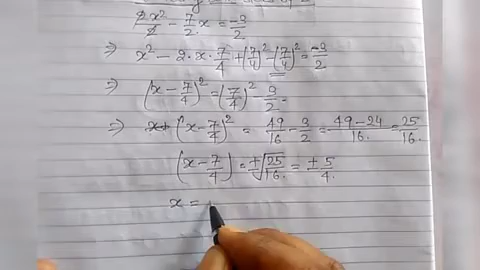 2x²/2 - 7/2 x = -3/2
⇒ x² - 2·x·7/4 + (7/4)² - (7/4)² = -3/2
⇒ (x - 7/4)² = (7/4)² - 3/2
⇒ (x - 7/4)² = 49/16 - 3/2 = 49-24/16 = 25/16
(x - 7/4) = ±√25/16 = ± 5/4
x =